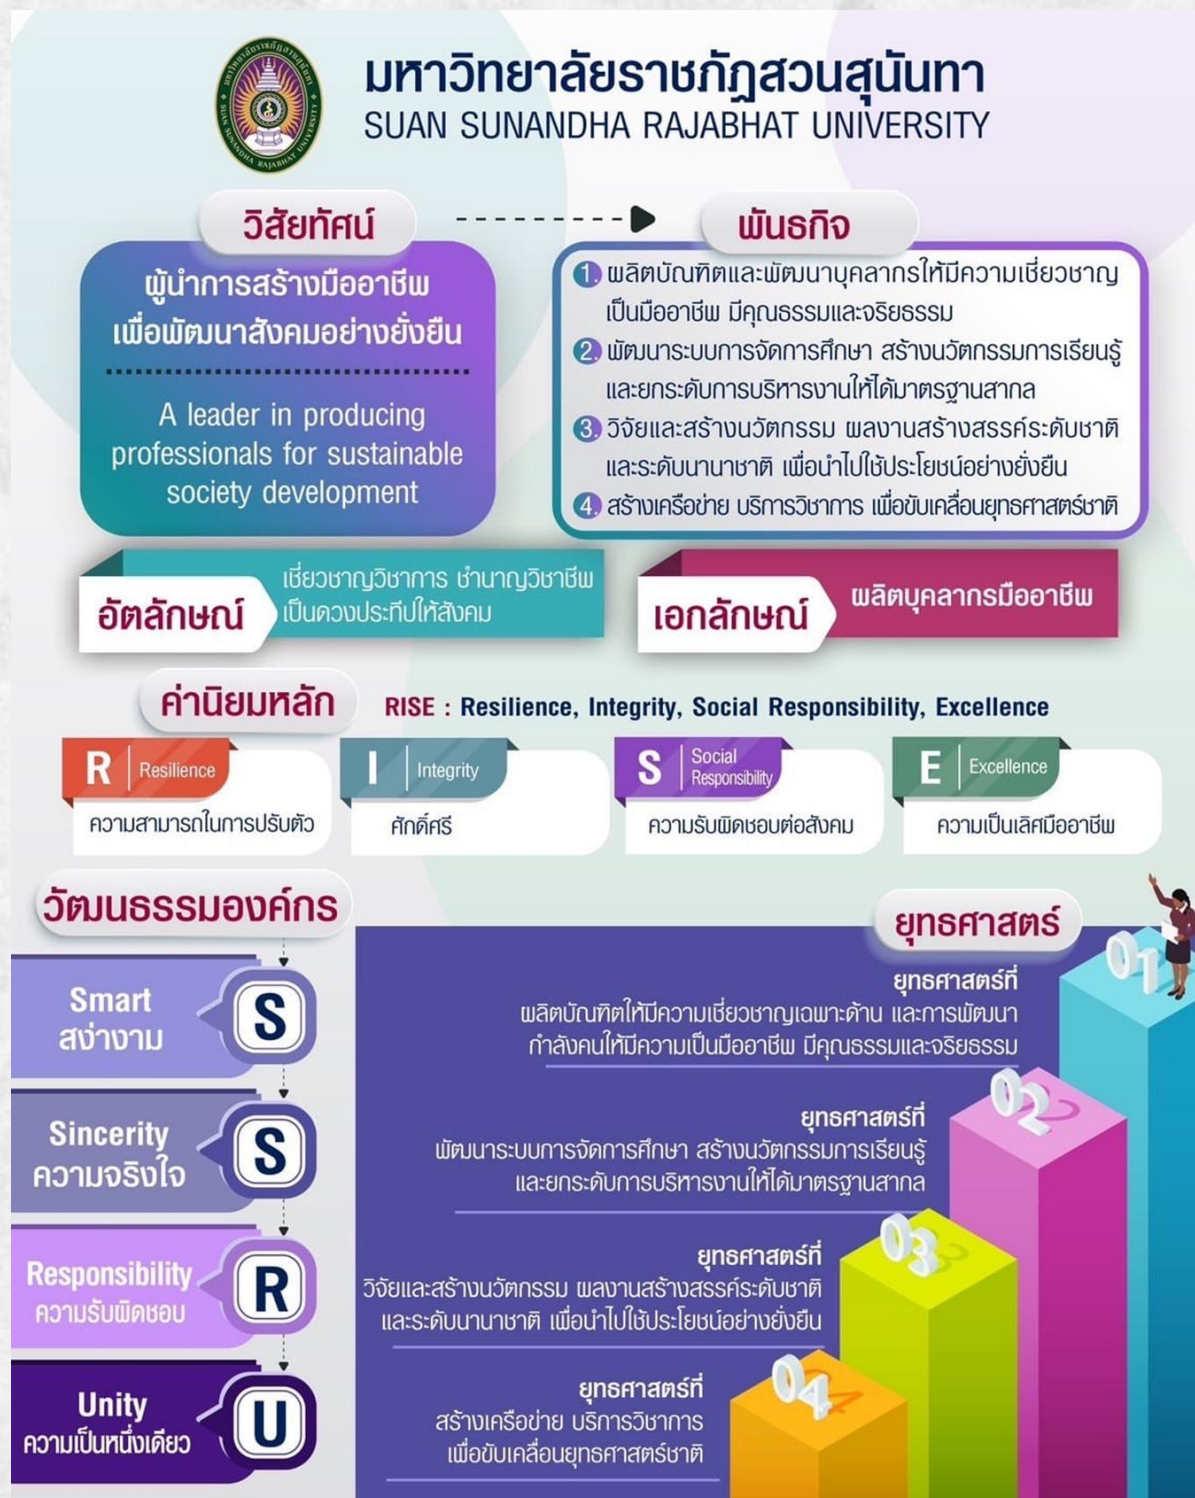 มหาวิทยาลัยราชภัฏสวนสุนันทา
SUAN SUNANDHA RAJABHAT UNIVERSITY
มหาวิทยาลัยราชภัฏสวนสุนันทา
SUAN SUNANDHA RAJABHAT UNIVERSITY
วิสัยทัศน์
ผู้นำการสร้างมืออาชีพ
เพื่อพัฒนาสังคมอย่างยั่งยืน
A leader in producing
professionals for sustainable
society development
พันธกิจ
1. ผลิตบัณฑิตและพัฒนาบุคลากรให้มีความเชี่ยวชาญ
เป็นมืออาชีพ มีคุณธรรมและจริยธรรม
2. พัฒนาระบบการจัดการศึกษา สร้างนวัตกรรมการเรียนรู้
และยกระดับการบริหารงานให้ได้มาตรฐานสากล
3. วิจัยและสร้างนวัตกรรม ผลงานสร้างสรรค์ระดับชาติ
และระดับนานาชาติ เพื่อนำไปใช้ประโยชน์อย่างยั่งยืน
4. สร้างเครือข่าย บริการวิชาการ เพื่อขับเคลื่อนยุทธศาสตร์ชาติ
อัตลักษณ์
เชี่ยวชาญวิชาการ ชำนาญวิชาชีพ
เป็นดวงประทีปให้สังคม
เอกลักษณ์
ผลิตบุคลากรมืออาชีพ
ค่านิยมหลัก
RISE : Resilience, Integrity, Social Responsibility, Excellence
R Resilience
ความสามารถในการปรับตัว
I Integrity
ศักดิ์ศรี
S Social
Responsibility
ความรับผิดชอบต่อสังคม
E Excellence
ความเป็นเลิศมืออาชีพ
วัฒนธรรมองค์กร
Smart
สง่างาม
S
Sincerity
ความจริงใจ
S
Responsibility
ความรับผิดชอบ
R
Unity
ความเป็นหนึ่งเดียว
U
ยุทธศาสตร์
01
ยุทธศาสตร์ที่
ผลิตบัณฑิตให้มีความเชี่ยวชาญเฉพาะด้าน และการพัฒนา
กำลังคนให้มีความเป็นมืออาชีพ มีคุณธรรมและจริยธรรม
02
ยุทธศาสตร์ที่
พัฒนาระบบการจัดการศึกษา สร้างนวัตกรรมการเรียนรู้
และยกระดับการบริหารงานให้ได้มาตรฐานสากล
03
ยุทธศาสตร์ที่
วิจัยและสร้างนวัตกรรม ผลงานสร้างสรรค์ระดับชาติ
และระดับนานาชาติ เพื่อนำไปใช้ประโยชน์อย่างยั่งยืน
04
ยุทธศาสตร์ที่
สร้างเครือข่าย บริการวิชาการ
เพื่อขับเคลื่อนยุทธศาสตร์ชาติ